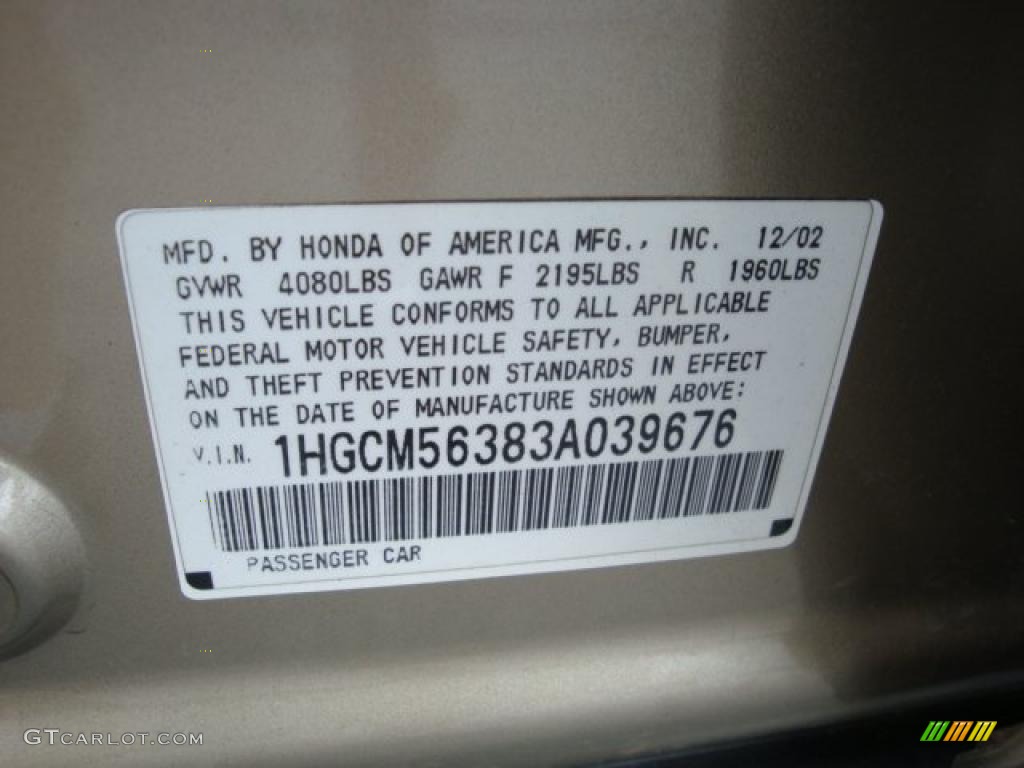 MFD. BY HONDA OF AMERICA MFG., INC. 12/02
GVWR 4080LBS GAWR F 2195LBS R 1960LBS
THIS VEHICLE CONFORMS TO ALL APPLICABLE
FEDERAL MOTOR VEHICLE SAFETY, BUMPER,
AND THEFT PREVENTION STANDARDS IN EFFECT
ON THE DATE OF MANUFACTURE SHOWN ABOVE:
V.I.N. 1HGCM56383A039676
PASSENGER CAR
GTCARLOT.COM